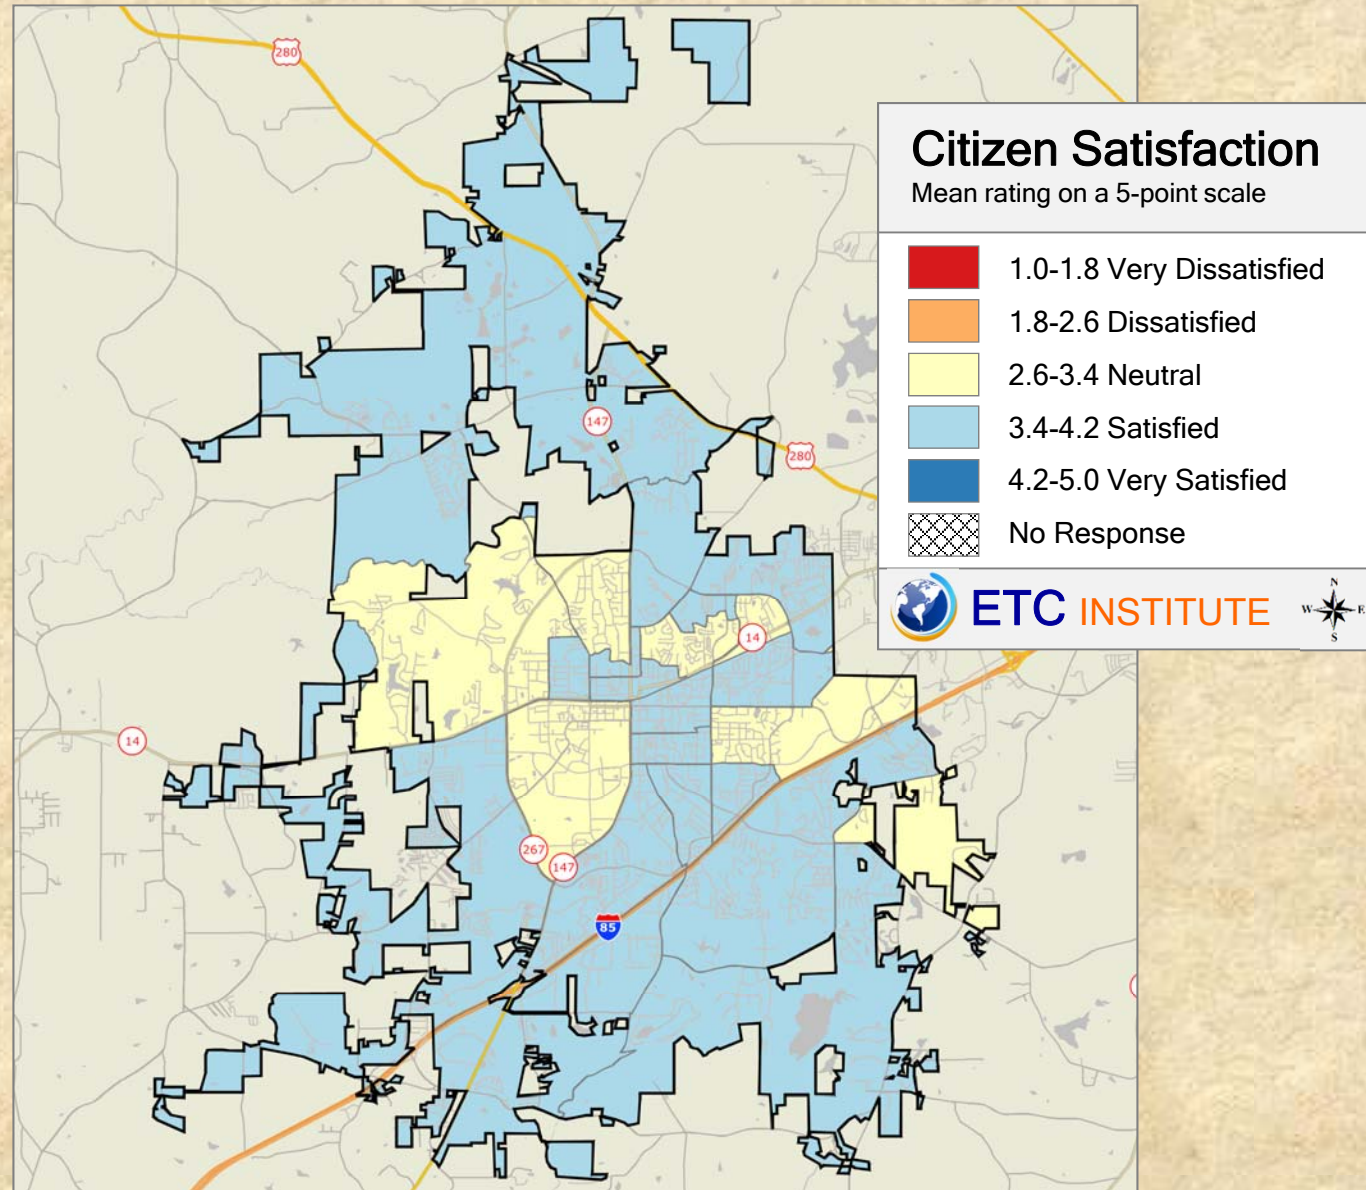 280
Citizen Satisfaction
Mean rating on a 5-point scale
1.0-1.8 Very Dissatisfied
1.8-2.6 Dissatisfied
2.6-3.4 Neutral
3.4-4.2 Satisfied
4.2-5.0 Very Satisfied
No Response
ETC INSTITUTE
N
W E
S
147
280
14
14
267
147
85